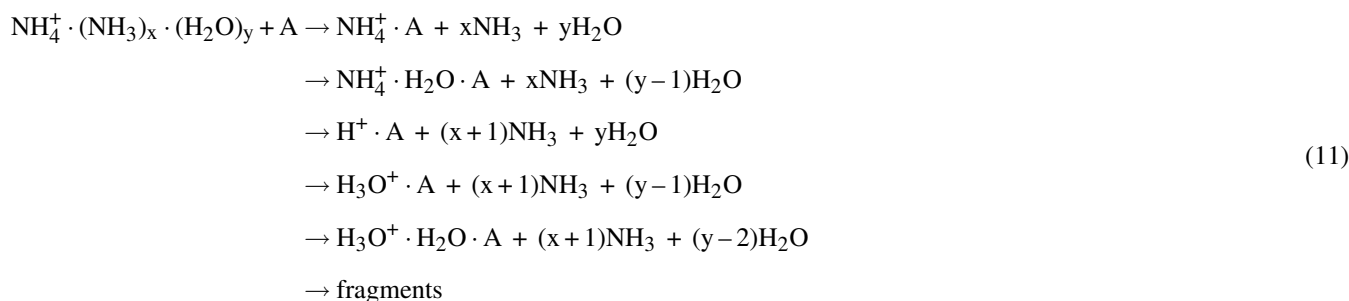 NH₄⁺ · (NH₃)ₓ · (H₂O)ᵧ + A → NH₄⁺ · A + xNH₃ + yH₂O
→ NH₄⁺ · H₂O · A + xNH₃ + (y – 1)H₂O
→ H⁺ · A + (x + 1)NH₃ + yH₂O
(11)
→ H₃O⁺ · A + (x + 1)NH₃ + (y – 1)H₂O
→ H₃O⁺ · H₂O · A + (x + 1)NH₃ + (y – 2)H₂O
→ fragments